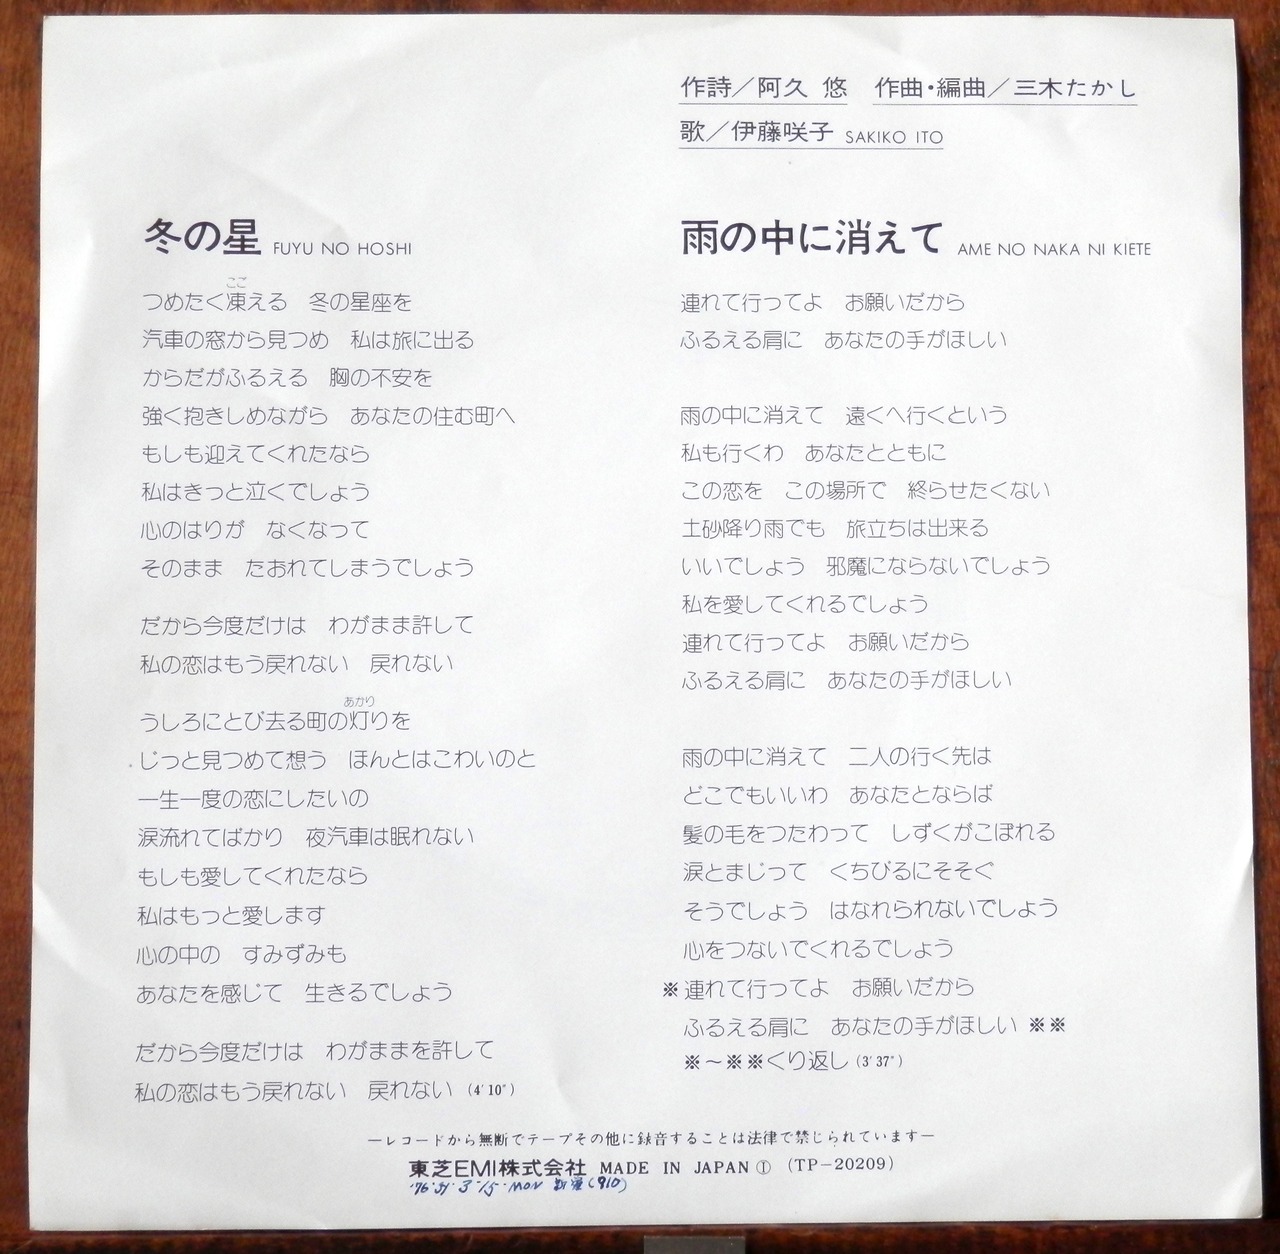 作詩／阿久 悠　作曲・編曲／三木たかし
歌／伊藤咲子 SAKIKO ITO
冬の星 FUYU NO HOSHI
ここ
つめたく凍える　冬の星座を
汽車の窓から見つめ　私は旅に出る
からだがふるえる　胸の不安を
強く抱きしめながら　あなたの住む町へ
もしも迎えてくれたなら
私はきっと泣くでしょう
心のはりが　なくなって
そのまま　たおれてしまうでしょう
だから今度だけは　わがまま許して
私の恋はもう戻れない　戻れない
あかり
うしろにとび去る町の灯りを
じっと見つめて想う　ほんとはこわいのと
一生一度の恋にしたいの
涙流れてばかり　夜汽車は眠れない
もしも愛してくれたなら
私はもっと愛します
心の中の　すみずみも
あなたを感じて　生きるでしょう
だから今度だけは　わがままを許して
私の恋はもう戻れない　戻れない（4′10″）
雨の中に消えて AME NO NAKA NI KIETE
連れて行ってよ　お願いだから
ふるえる肩に　あなたの手がほしい
雨の中に消えて　遠くへ行くという
私も行くわ　あなたとともに
この恋を　この場所で　終らせたくない
土砂降り雨でも　旅立ちは出来る
いいでしょう　邪魔にならないでしょう
私を愛してくれるでしょう
連れて行ってよ　お願いだから
ふるえる肩に　あなたの手がほしい
雨の中に消えて　二人の行く先は
どこでもいいわ　あなたとならば
髪の毛をつたわって　しずくがこぼれる
涙とまじって　くちびるにそそぐ
そうでしょう　はなれられないでしょう
心をつないでくれるでしょう
※連れて行ってよ　お願いだから
ふるえる肩に　あなたの手がほしい ※※
※～※※くり返し（3′37″）
—レコードから無断でテープその他に録音することは法律で禁じられています—
東芝EMI株式会社 MADE IN JAPAN ① （TP-20209）
'76.51.3.15.MON （910）